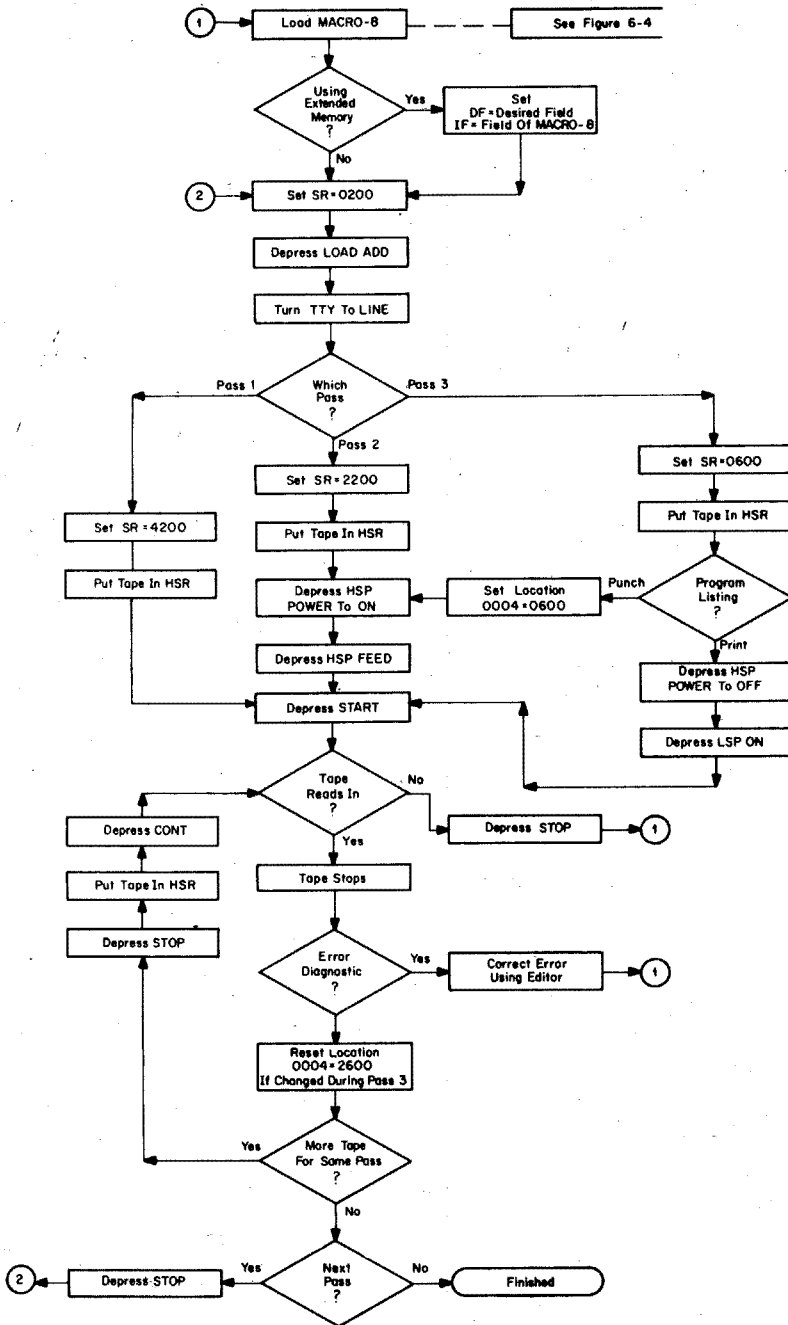 1
Load MACRO-8
See Figure 6-4
Using
Extended
Memory
?
Yes
Set
DF=Desired Field
IF=Field Of MACRO-8
No
2
Set SR=0200
Depress LOAD ADD
Turn TTY To LINE
Pass 1
Which
Pass
?
Pass 3
Pass 2
Set SR=2200
Set SR=0600
Set SR=4200
Put Tape In HSR
Put Tape In HSR
Put Tape In HSR
Depress HSP
POWER To ON
Set Location
0004=0600
Punch
Program
Listing
?
Print
Depress HSP FEED
Depress HSP
POWER To OFF
Depress START
Depress LSP ON
Tape
Reads In
?
No
Depress STOP
1
Yes
Depress CONT
Put Tape In HSR
Depress STOP
Tape Stops
Error
Diagnostic
?
Yes
Correct Error
Using Editor
1
Reset Location
0004=2600
If Changed During Pass 3
Yes
More Tape
For Same Pass
?
No
2
Depress STOP
Yes
Next
Pass
?
No
Finished